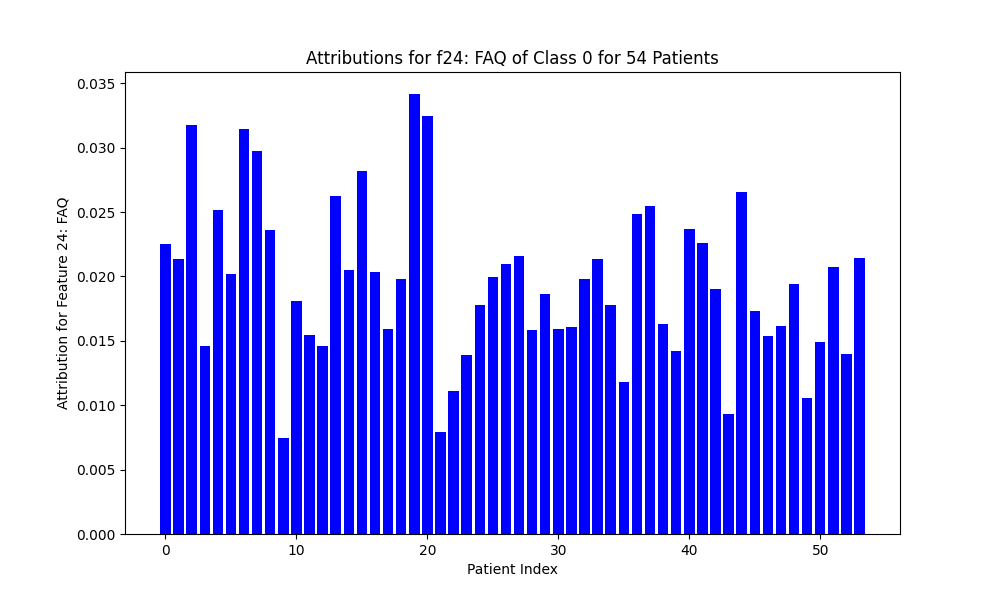 Attributions for f24: FAQ of Class 0 for 54 Patients
Attribution for Feature 24: FAQ
0.035
0.030
0.025
0.020
0.015
0.010
0.005
0.000
0 10 20 30 40 50
Patient Index